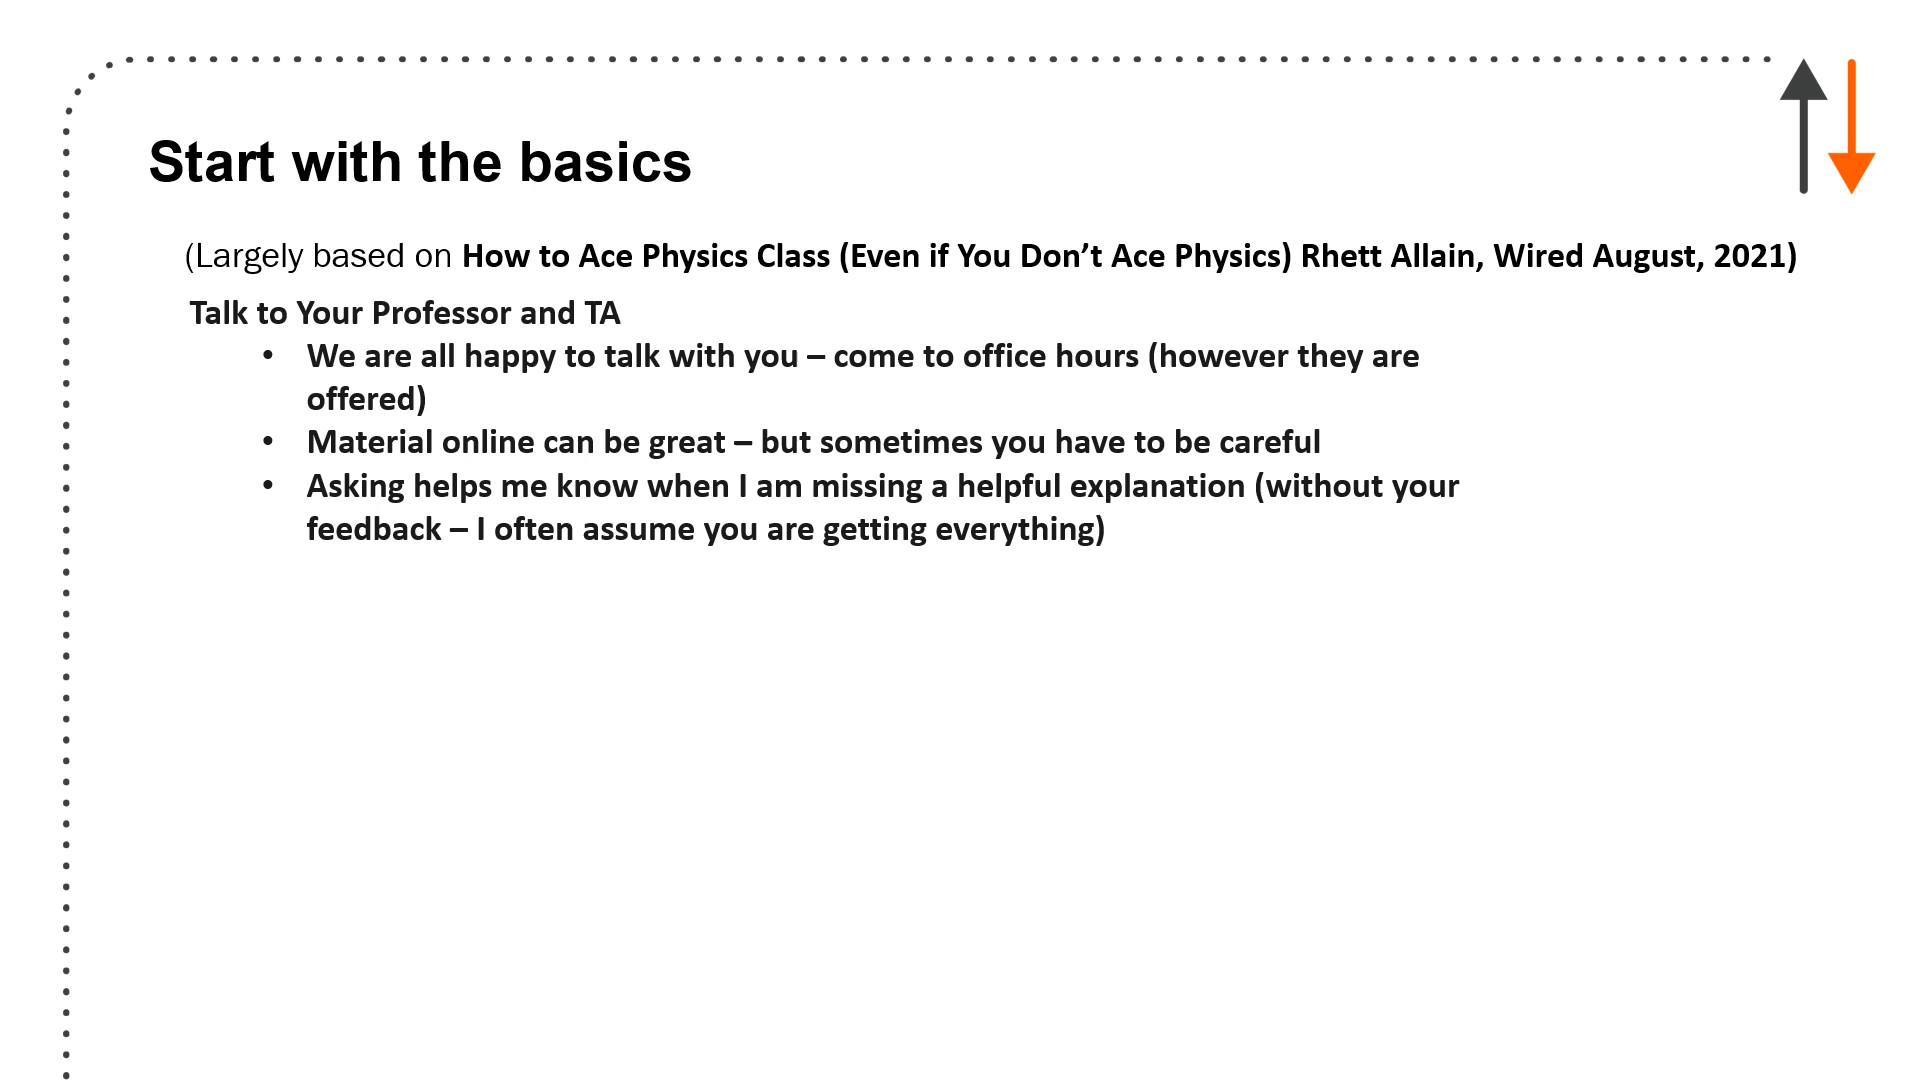 Start with the basics
(Largely based on How to Ace Physics Class (Even if You Don’t Ace Physics) Rhett Allain, Wired August, 2021)
Talk to Your Professor and TA
• We are all happy to talk with you – come to office hours (however they are
offered)
• Material online can be great – but sometimes you have to be careful
• Asking helps me know when I am missing a helpful explanation (without your
feedback – I often assume you are getting everything)